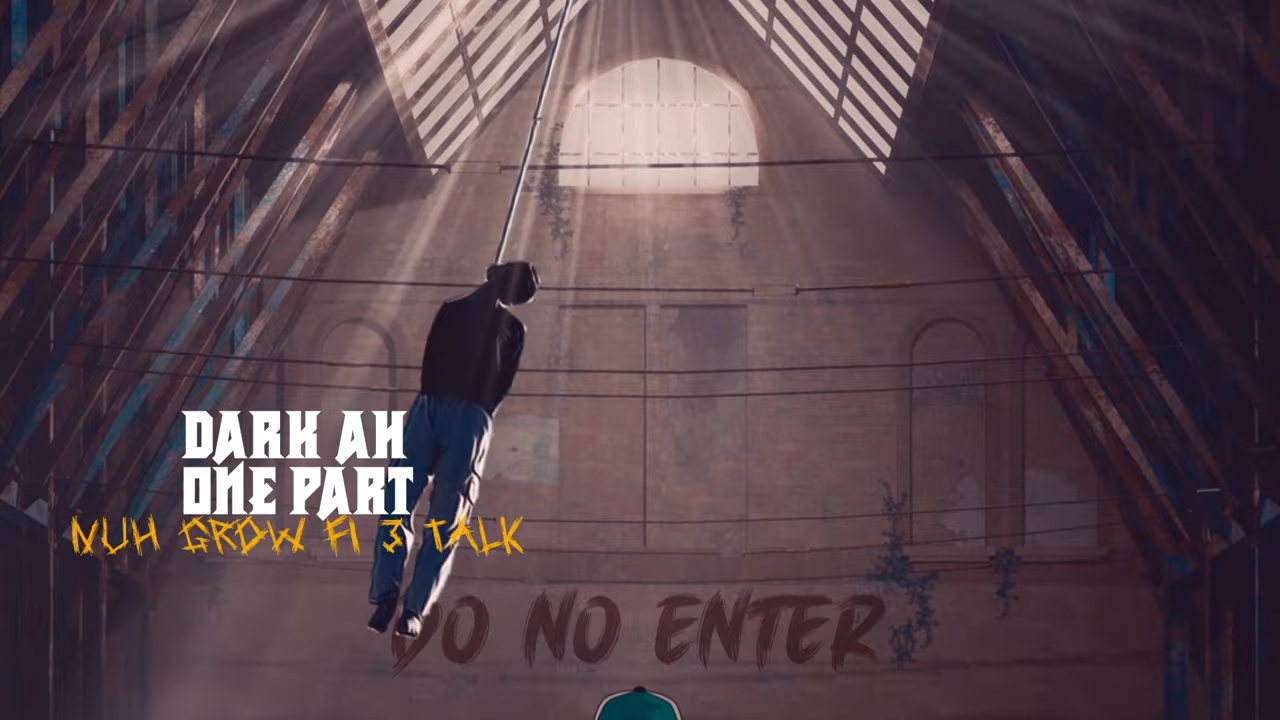 DARK AH
ONE PART
NUH GROW FI 3 TALK
DO NO ENTER